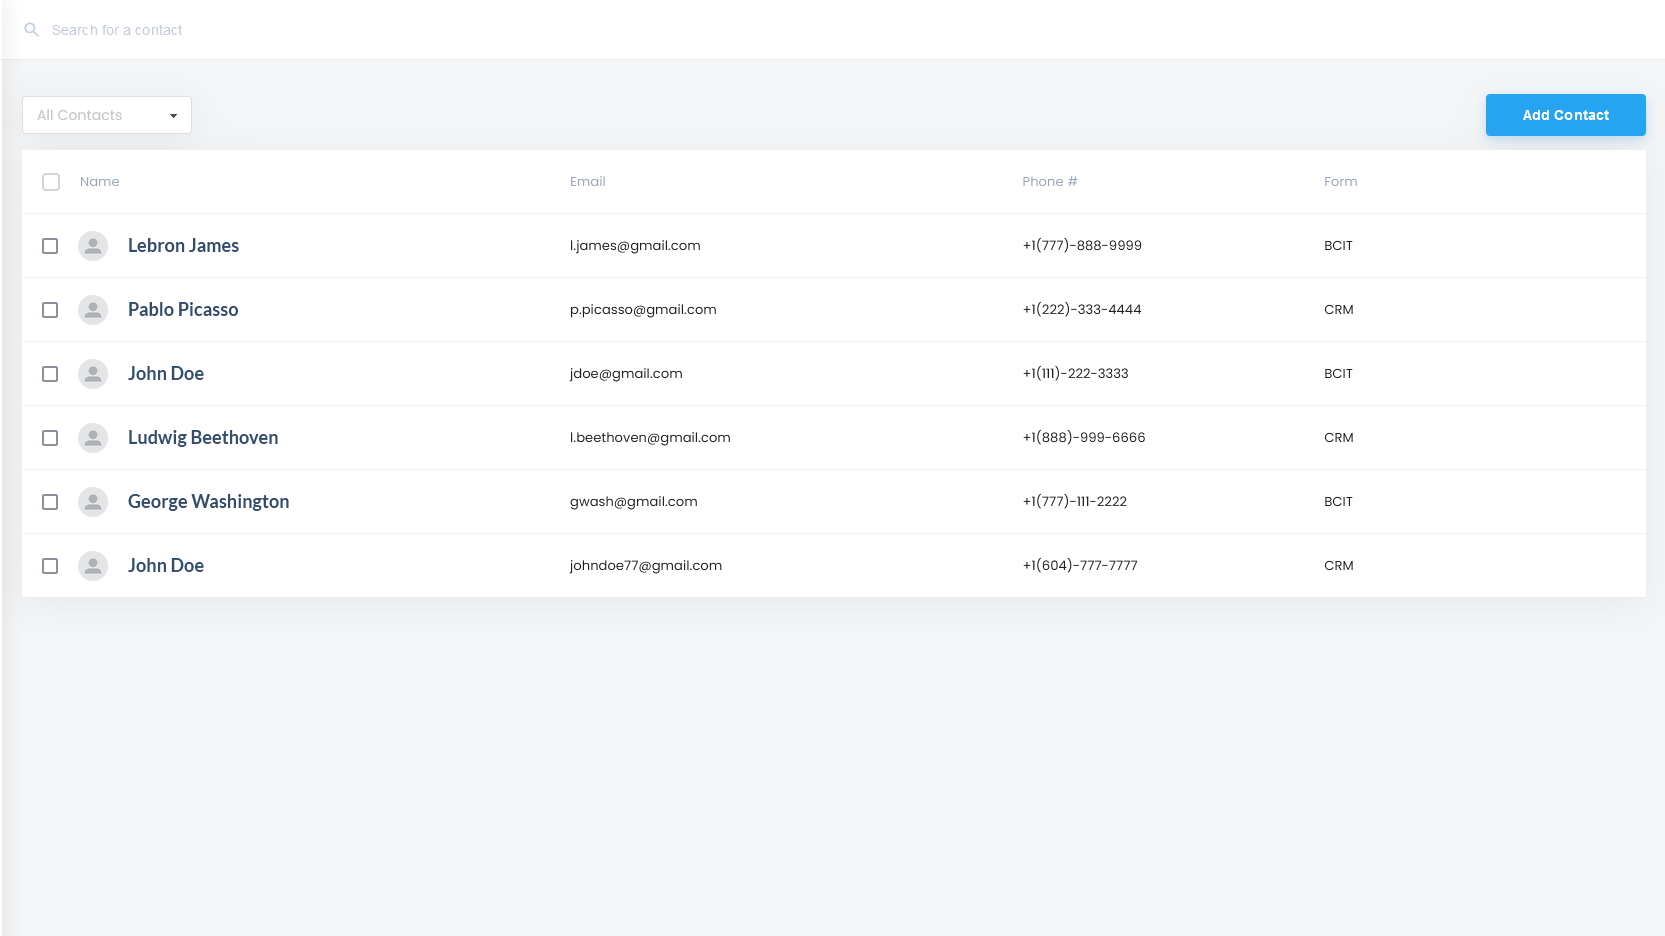 Search for a contact
All Contacts
Add Contact
Name Email Phone # Form
Lebron James l.james@gmail.com +1(777)-888-9999 BCIT
Pablo Picasso p.picasso@gmail.com +1(222)-333-4444 CRM
John Doe jdoe@gmail.com +1(111)-222-3333 BCIT
Ludwig Beethoven l.beethoven@gmail.com +1(888)-999-6666 CRM
George Washington gwash@gmail.com +1(777)-111-2222 BCIT
John Doe johndoe77@gmail.com +1(604)-777-7777 CRM